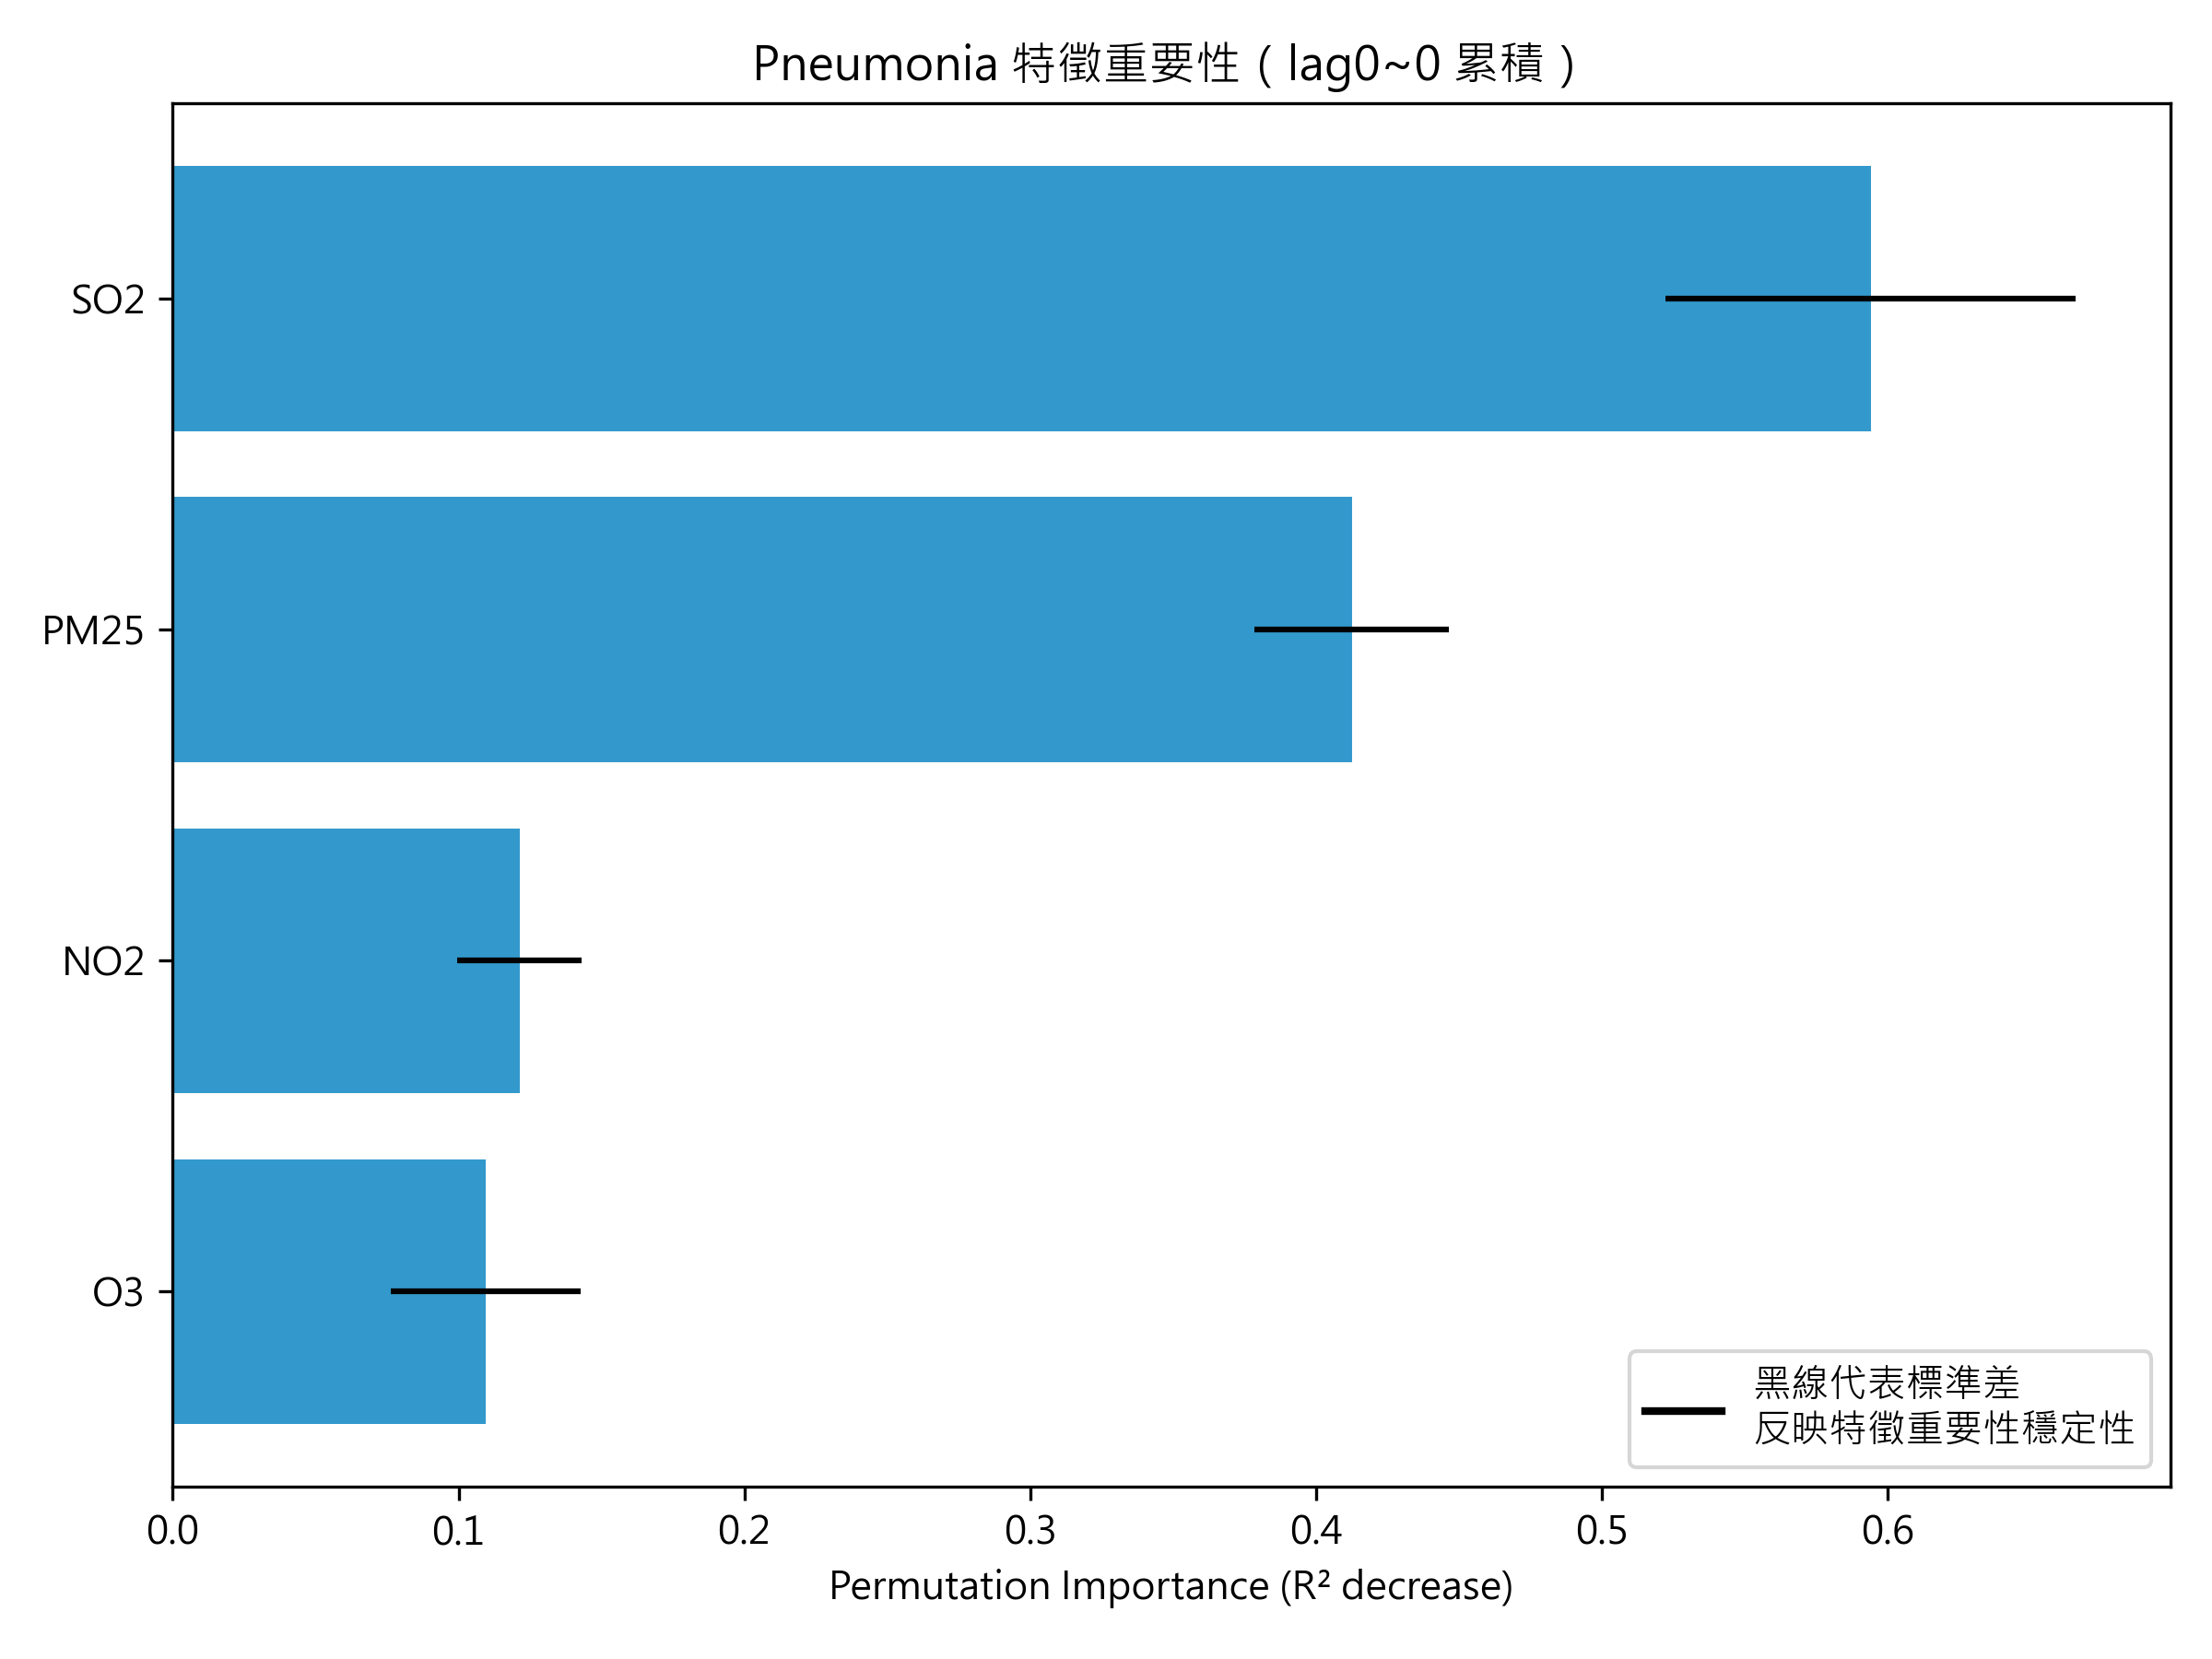 Pneumonia 特徵重要性（lag0~0 累積）
SO2
PM25
NO2
O3
黑線代表標準差
反映特徵重要性穩定性
0.0 0.1 0.2 0.3 0.4 0.5 0.6
Permutation Importance (R² decrease)